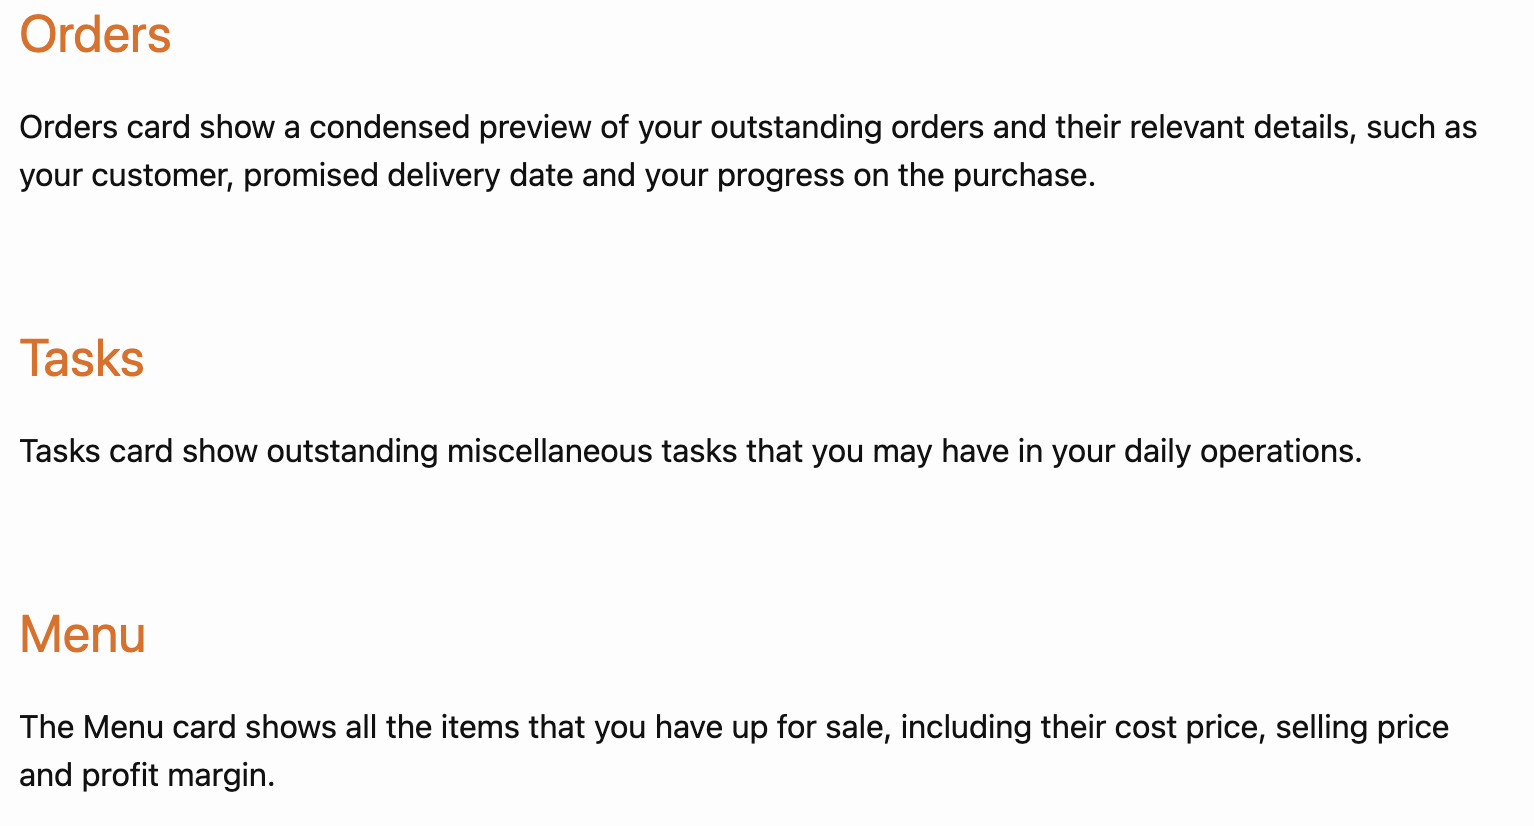 Orders
Orders card show a condensed preview of your outstanding orders and their relevant details, such as
your customer, promised delivery date and your progress on the purchase.
Tasks
Tasks card show outstanding miscellaneous tasks that you may have in your daily operations.
Menu
The Menu card shows all the items that you have up for sale, including their cost price, selling price
and profit margin.